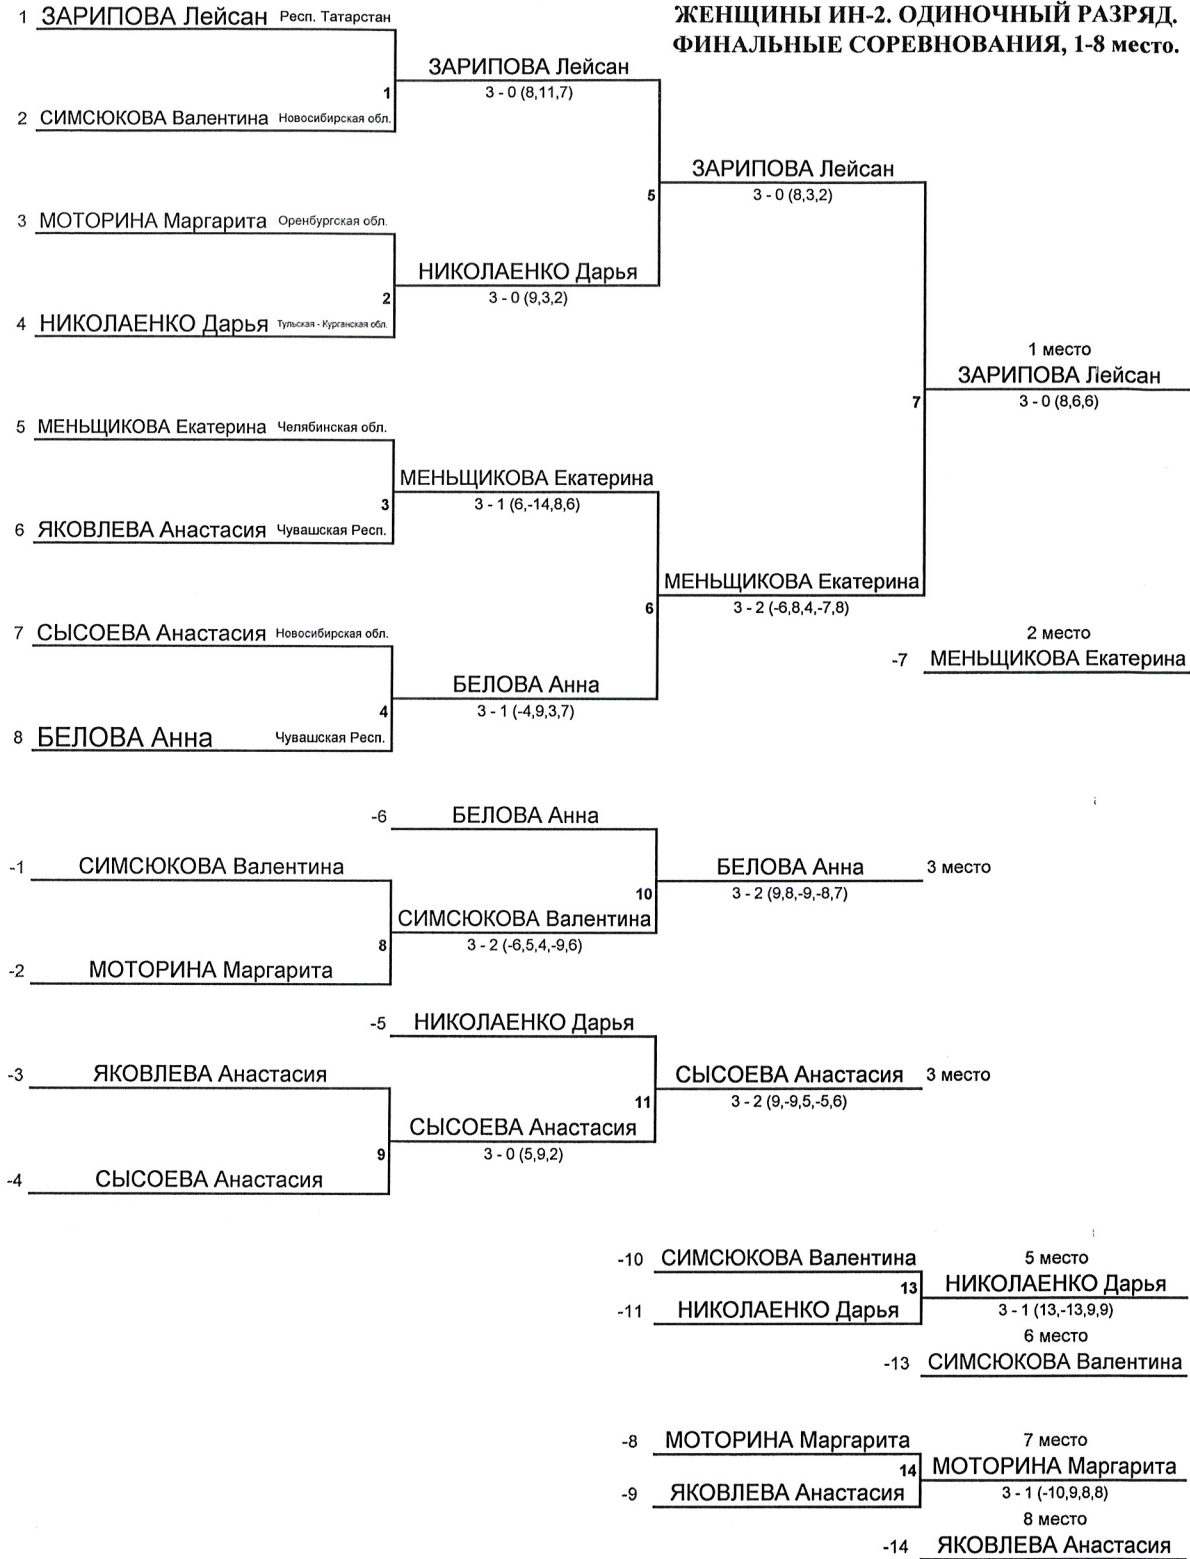 ЖЕНЩИНЫ ИН-2. ОДИНОЧНЫЙ РАЗРЯД.
ФИНАЛЬНЫЕ СОРЕВНОВАНИЯ, 1-8 место.
1 ЗАРИПОВА Лейсан Респ. Татарстан
ЗАРИПОВА Лейсан
1 3 - 0 (8,11,7)
2 СИМСЮКОВА Валентина Новосибирская обл.
ЗАРИПОВА Лейсан
5 3 - 0 (8,3,2)
3 МОТОРИНА Маргарита Оренбургская обл.
НИКОЛАЕНКО Дарья
2 3 - 0 (9,3,2)
4 НИКОЛАЕНКО Дарья Тульская - Курганская обл.
1 место
ЗАРИПОВА Лейсан
7 3 - 0 (8,6,6)
5 МЕНЬЩИКОВА Екатерина Челябинская обл.
МЕНЬЩИКОВА Екатерина
3 3 - 1 (6,-14,8,6)
6 ЯКОВЛЕВА Анастасия Чувашская Респ.
МЕНЬЩИКОВА Екатерина
6 3 - 2 (-6,8,4,-7,8)
7 СЫСОЕВА Анастасия Новосибирская обл.
2 место
-7 МЕНЬЩИКОВА Екатерина
БЕЛОВА Анна
4 3 - 1 (-4,9,3,7)
8 БЕЛОВА Анна Чувашская Респ.
-6 БЕЛОВА Анна
-1 СИМСЮКОВА Валентина
БЕЛОВА Анна 3 место
10 3 - 2 (9,8,-9,-8,7)
СИМСЮКОВА Валентина
8 3 - 2 (-6,5,4,-9,6)
-2 МОТОРИНА Маргарита
-5 НИКОЛАЕНКО Дарья
-3 ЯКОВЛЕВА Анастасия
СЫСОЕВА Анастасия 3 место
11 3 - 2 (9,-9,5,-5,6)
СЫСОЕВА Анастасия
9 3 - 0 (5,9,2)
-4 СЫСОЕВА Анастасия
-10 СИМСЮКОВА Валентина 5 место
13 НИКОЛАЕНКО Дарья
-11 НИКОЛАЕНКО Дарья 3 - 1 (13,-13,9,9)
6 место
-13 СИМСЮКОВА Валентина
-8 МОТОРИНА Маргарита 7 место
14 МОТОРИНА Маргарита
-9 ЯКОВЛЕВА Анастасия 3 - 1 (-10,9,8,8)
8 место
-14 ЯКОВЛЕВА Анастасия